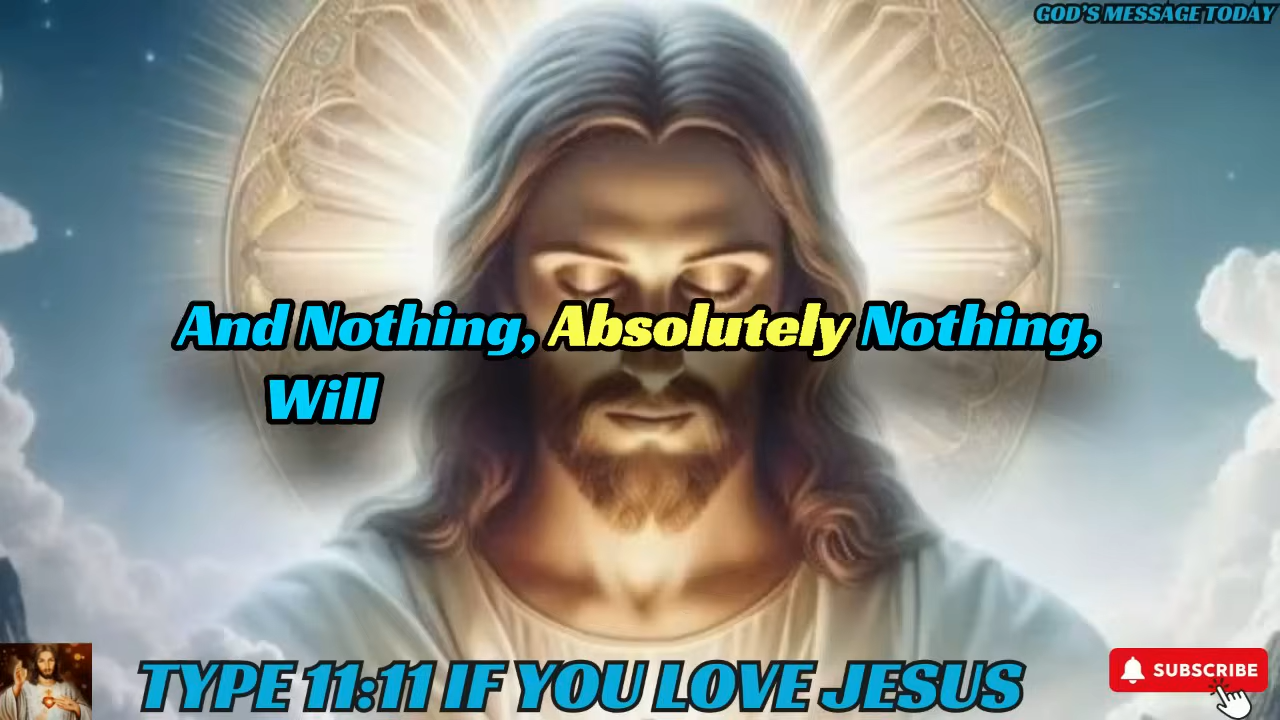 GOD'S MESSAGE TODAY
And Nothing, Absolutely Nothing,
Will
TYPE 11:11 IF YOU LOVE JESUS
SUBSCRIBE